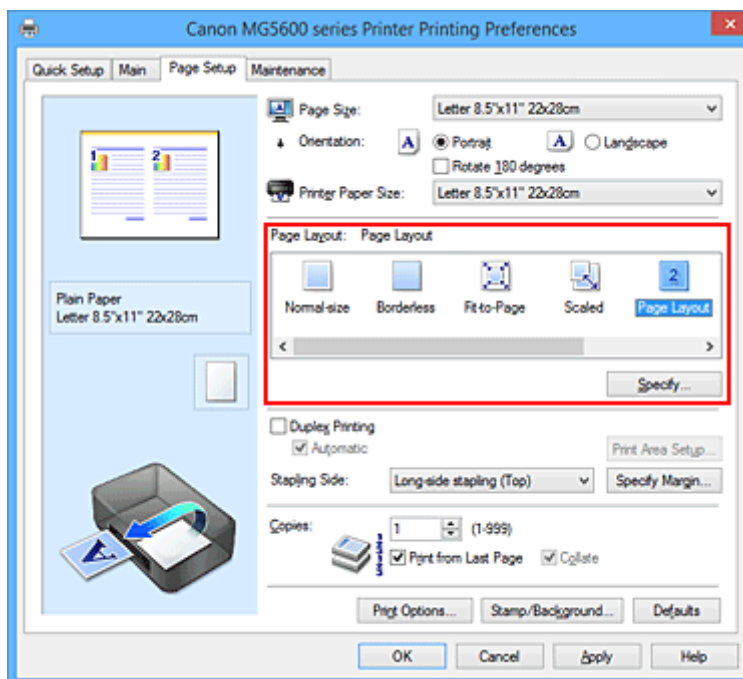 Canon MG5600 series Printer Printing Preferences
Quick Setup Main Page Setup Maintenance
Page Size: Letter 8.5"x11" 22x28cm
Orientation: A Portrait A Landscape
Rotate 180 degrees
Printer Paper Size: Letter 8.5"x11" 22x28cm
1 2
Page Layout: Page Layout
2
Normal-size Borderless Fit-to-Page Scaled Page Layout
Plain Paper
Letter 8.5"x11" 22x28cm
Specify...
Duplex Printing
Automatic Print Area Setup...
Stapling Side: Long-side stapling (Top) Specify Margin...
Copies: 1 (1-999)
Print from Last Page Collate
A
Print Options... Stamp/Background... Defaults
OK Cancel Apply Help